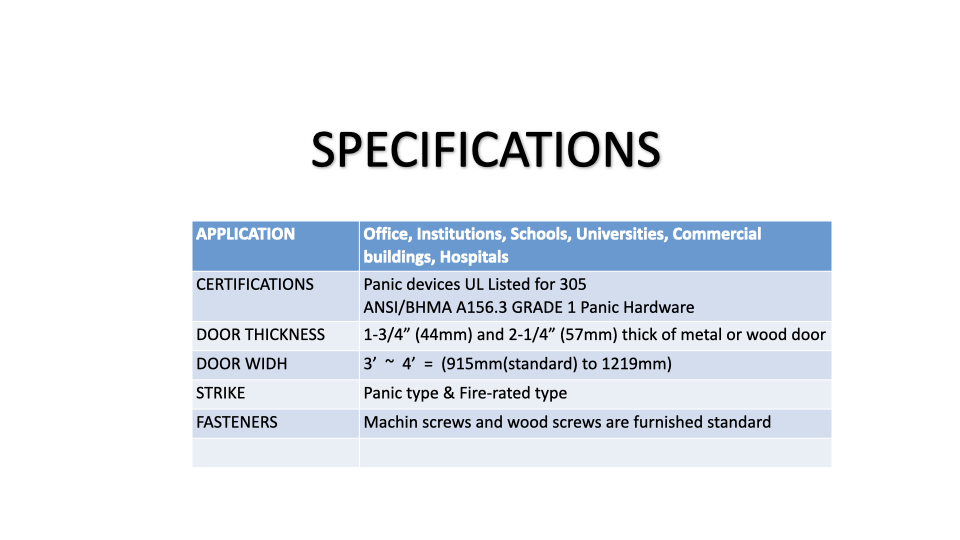 SPECIFICATIONS
APPLICATION
Office, Institutions, Schools, Universities, Commercial
buildings, Hospitals
CERTIFICATIONS
Panic devices UL Listed for 305
ANSI/BHMA A156.3 GRADE 1 Panic Hardware
DOOR THICKNESS
1-3/4” (44mm) and 2-1/4” (57mm) thick of metal or wood door
DOOR WIDH
3’ ~ 4’ = (915mm(standard) to 1219mm)
STRIKE
Panic type & Fire-rated type
FASTENERS
Machin screws and wood screws are furnished standard